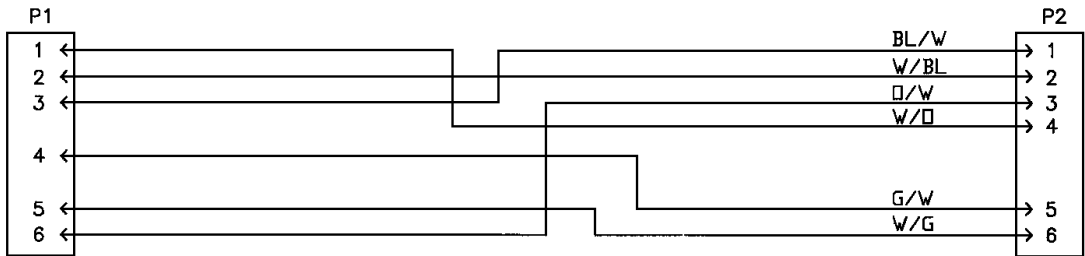 P1 P2
1 BL/W 1
2 W/BL 2
3 O/W 3
W/O 4
4
5 G/W 5
6 W/G 6